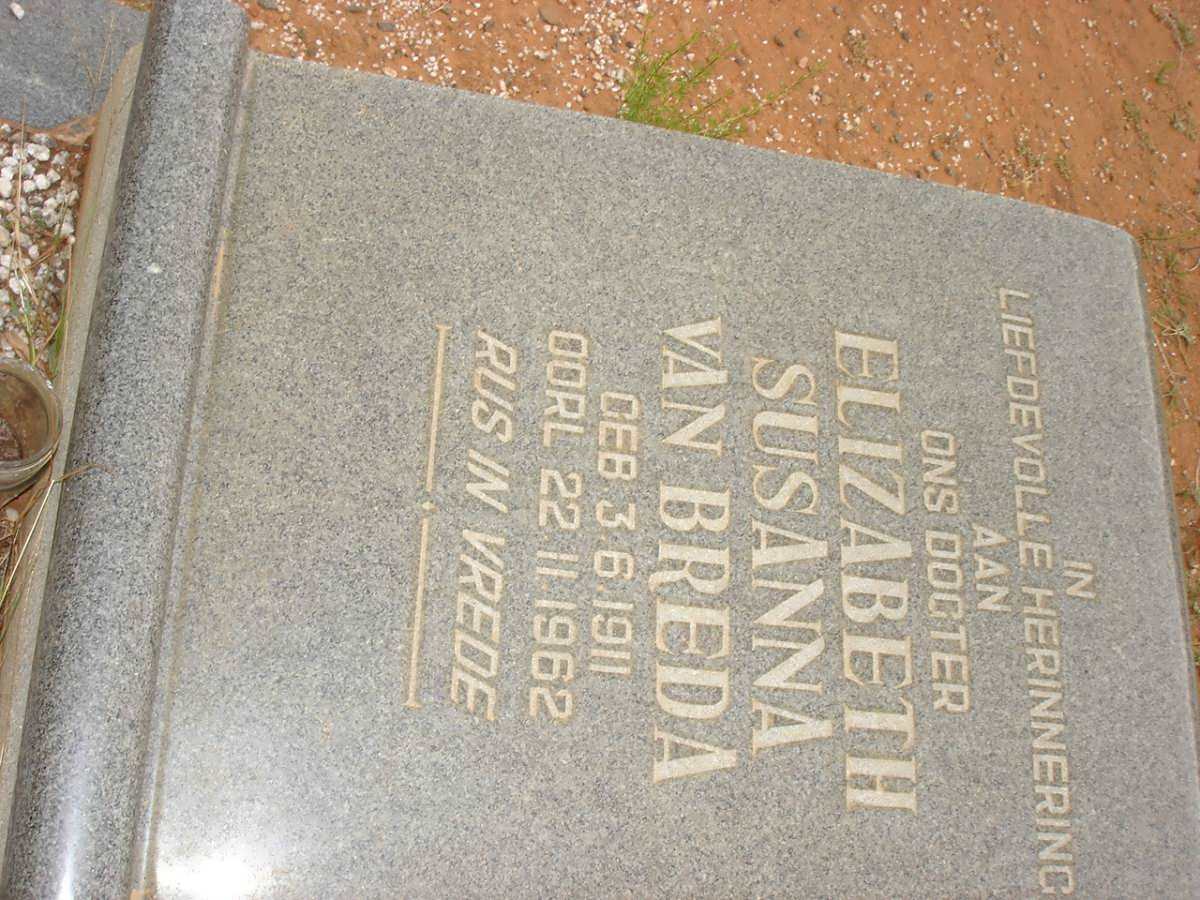 IN
LIEFDEVOLLE HERINNERING
AAN
ONS DOGTER
ELIZABETH
SUSANNA
VAN BREDA
GEB 3.6.1911
OORL 22.11.1962
RUS IN VREDE